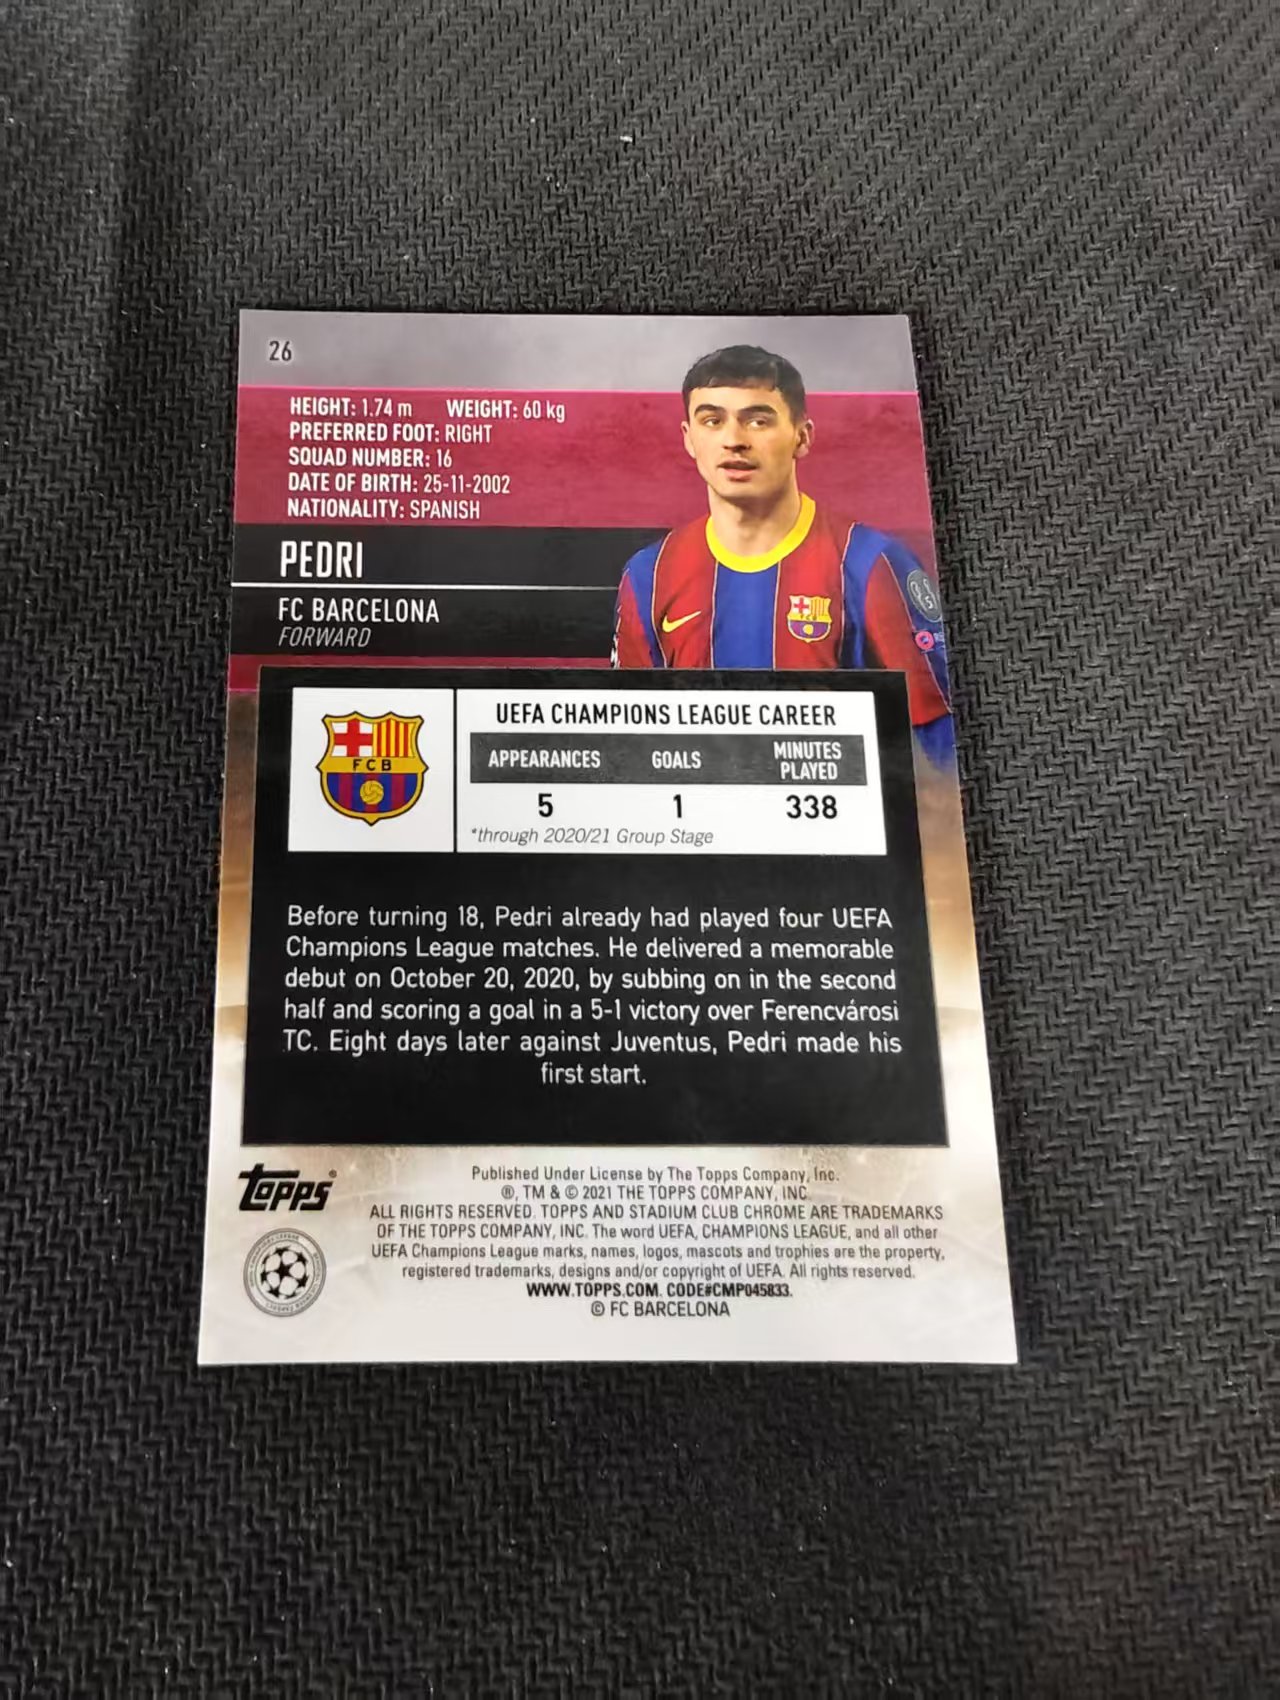 26
HEIGHT: 1.74 m WEIGHT: 60 kg
PREFERRED FOOT: RIGHT
SQUAD NUMBER: 16
DATE OF BIRTH: 25-11-2002
NATIONALITY: SPANISH
PEDRI
FC BARCELONA
FORWARD
FCB
FCB
UEFA CHAMPIONS LEAGUE CAREER
APPEARANCES GOALS MINUTES PLAYED
5 1 338
*through 2020/21 Group Stage
Before turning 18, Pedri already had played four UEFA
Champions League matches. He delivered a memorable
debut on October 20, 2020, by subbing on in the second
half and scoring a goal in a 5-1 victory over Ferencvárosi
TC. Eight days later against Juventus, Pedri made his
first start.
Topps®
Published Under License by The Topps Company, Inc.
®, TM & © 2021 THE TOPPS COMPANY, INC.
ALL RIGHTS RESERVED. TOPPS AND STADIUM CLUB CHROME ARE TRADEMARKS
OF THE TOPPS COMPANY, INC. The word UEFA, CHAMPIONS LEAGUE, and all other
UEFA Champions League marks, names, logos, mascots and trophies are the property,
registered trademarks, designs and/or copyright of UEFA. All rights reserved.
WWW.TOPPS.COM. CODE#CMP045833.
© FC BARCELONA